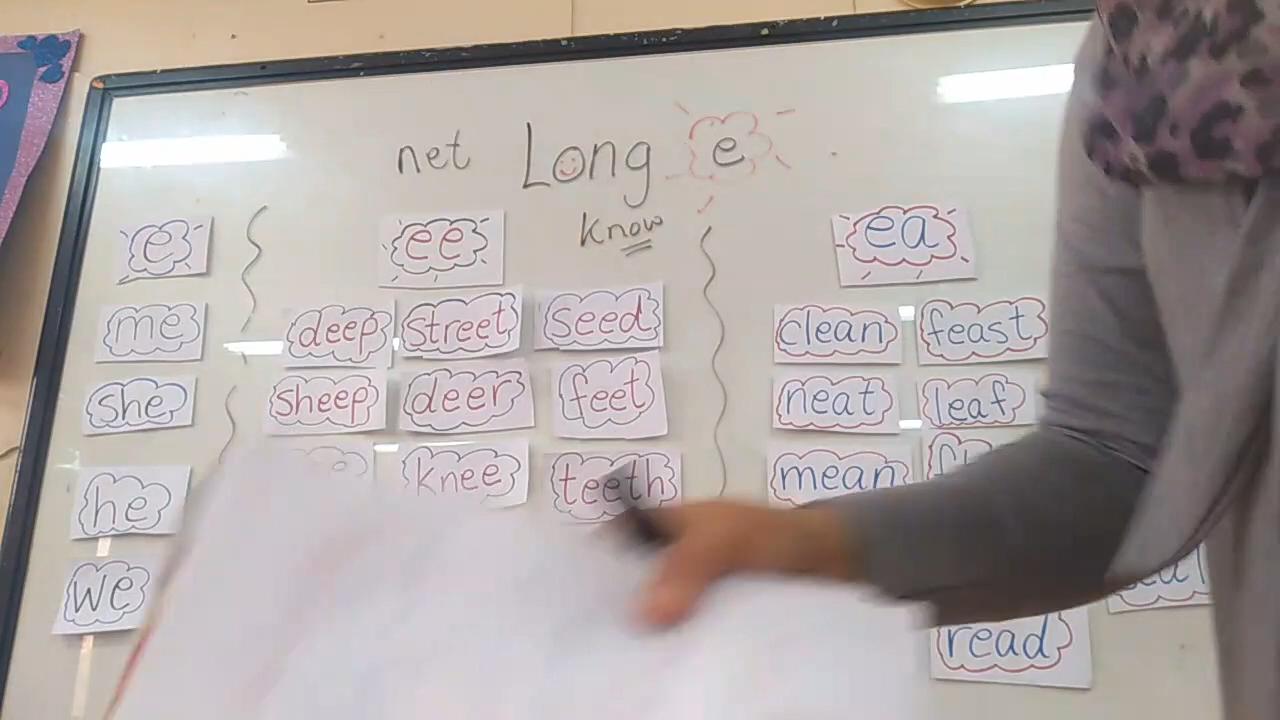 net Long e
know
e ee ea
me deep street seed clean feast
she sheep deer feet neat leaf
he knee teeth mean
we
read